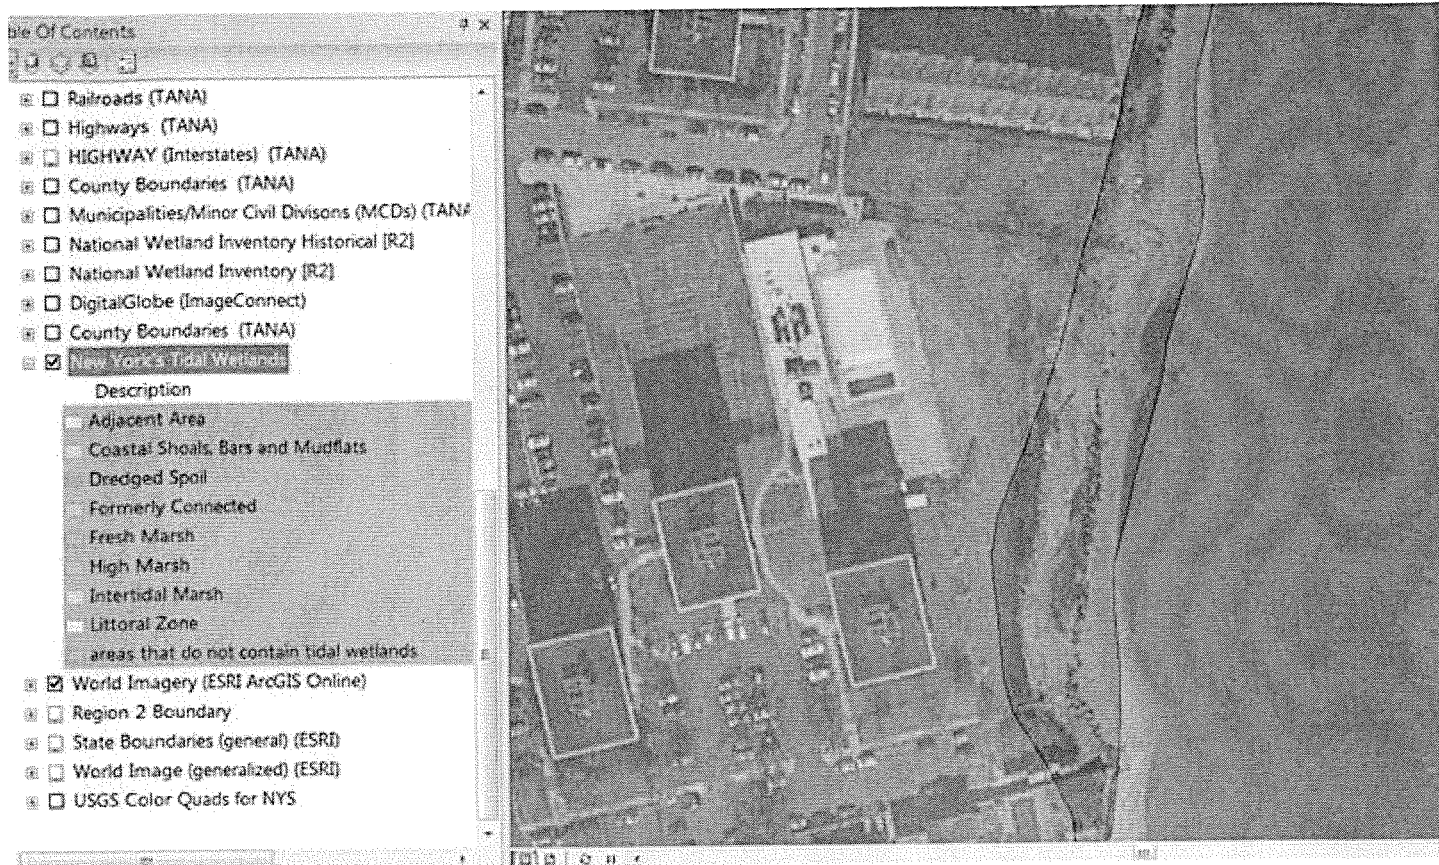 ble Of Contents
Railroads (TANA)
Highways (TANA)
HIGHWAY (Interstates) (TANA)
County Boundaries (TANA)
Municipalities/Minor Civil Divisons (MCDs) (TANA
National Wetland Inventory Historical [R2]
National Wetland Inventory [R2]
DigitalGlobe (ImageConnect)
County Boundaries (TANA)
New York's Tidal Wetlands
Description
Adjacent Area
Coastal Shoals, Bars and Mudflats
Dredged Spoil
Formerly Connected
Fresh Marsh
High Marsh
Intertidal Marsh
Littoral Zone
areas that do not contain tidal wetlands
World Imagery (ESRI ArcGIS Online)
Region 2 Boundary
State Boundaries (general) (ESRI)
World Image (generalized) (ESRI)
USGS Color Quads for NYS